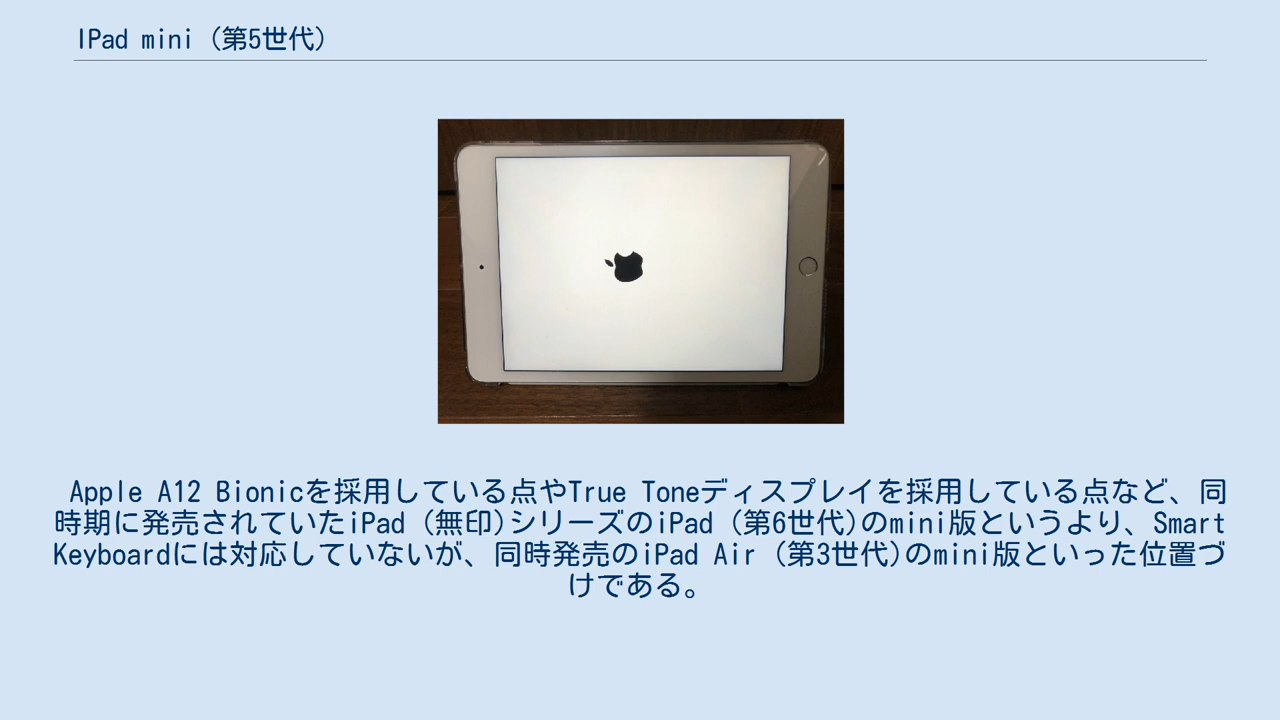 IPad mini (第5世代)
Apple A12 Bionicを採用している点やTrue Toneディスプレイを採用している点など、同
時期に発売されていたiPad (無印)シリーズのiPad (第6世代)のmini版というより、Smart
Keyboardには対応していないが、同時発売のiPad Air (第3世代)のmini版といった位置づ
けである。